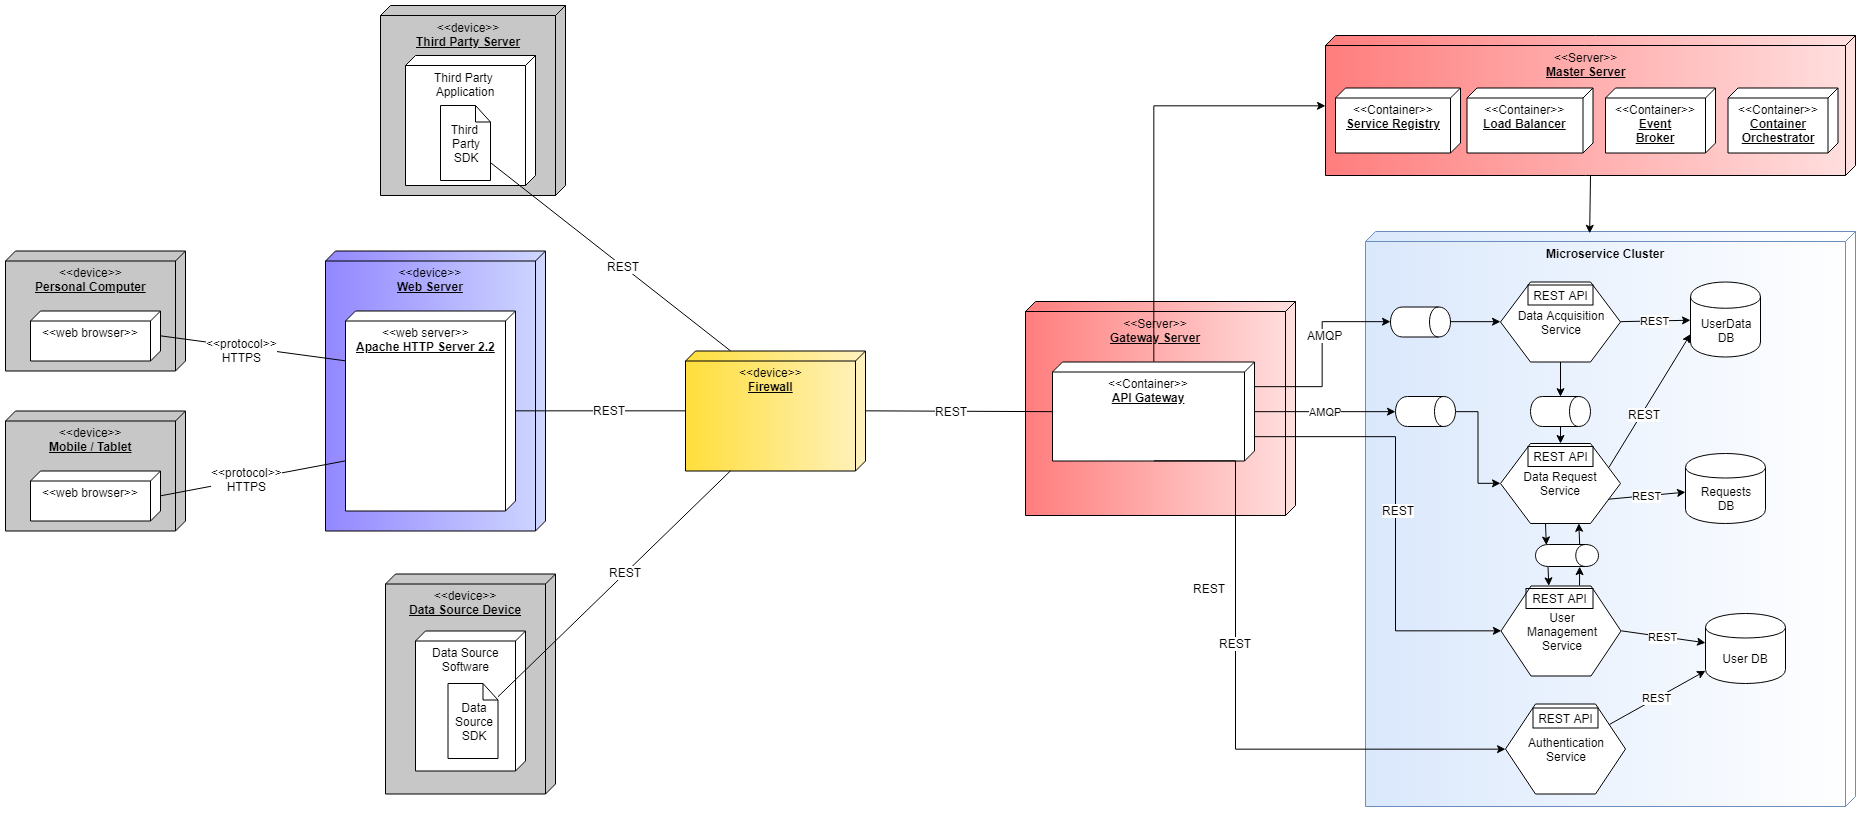 <<device>>
Third Party Server
Third Party
Application
Third
Party
SDK
REST
<<device>>
Personal Computer
<<web browser>>
<<protocol>>
HTTPS
<<device>>
Mobile / Tablet
<<web browser>>
<<protocol>>
HTTPS
<<device>>
Web Server
<<web server>>
Apache HTTP Server 2.2
REST
<<device>>
Firewall
REST
<<device>>
Data Source Device
Data Source
Software
Data
Source
SDK
REST
<<Server>>
Gateway Server
<<Container>>
API Gateway
<<Server>>
Master Server
<<Container>>
Service Registry
<<Container>>
Load Balancer
<<Container>>
Event
Broker
<<Container>>
Container
Orchestrator
AMQP
AMQP
REST
REST
REST
Microservice Cluster
REST API
Data Acquisition
Service
REST
UserData
DB
REST
REST API
Data Request
Service
REST
Requests
DB
REST API
User
Management
Service
REST
User DB
REST
REST API
Authentication
Service